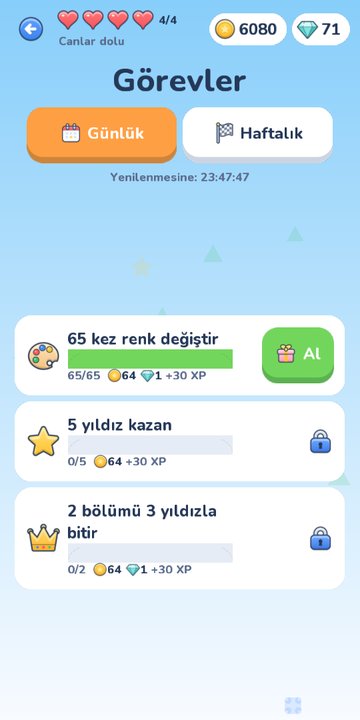 4/4
Canlar dolu
6080
71
Görevler
Günlük
Haftalık
Yenilenmesine: 23:47:47
65 kez renk değiştir
65/65 64 1 +30 XP
Al
5 yıldız kazan
0/5 64 +30 XP
2 bölümü 3 yıldızla
bitir
0/2 64 1 +30 XP